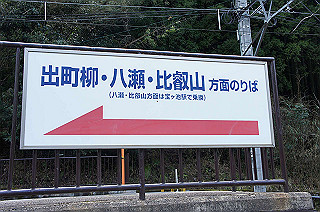 出町柳・八瀬・比叡山 方面のりば
(八瀬・比叡山方面は宝ヶ池駅で乗換)